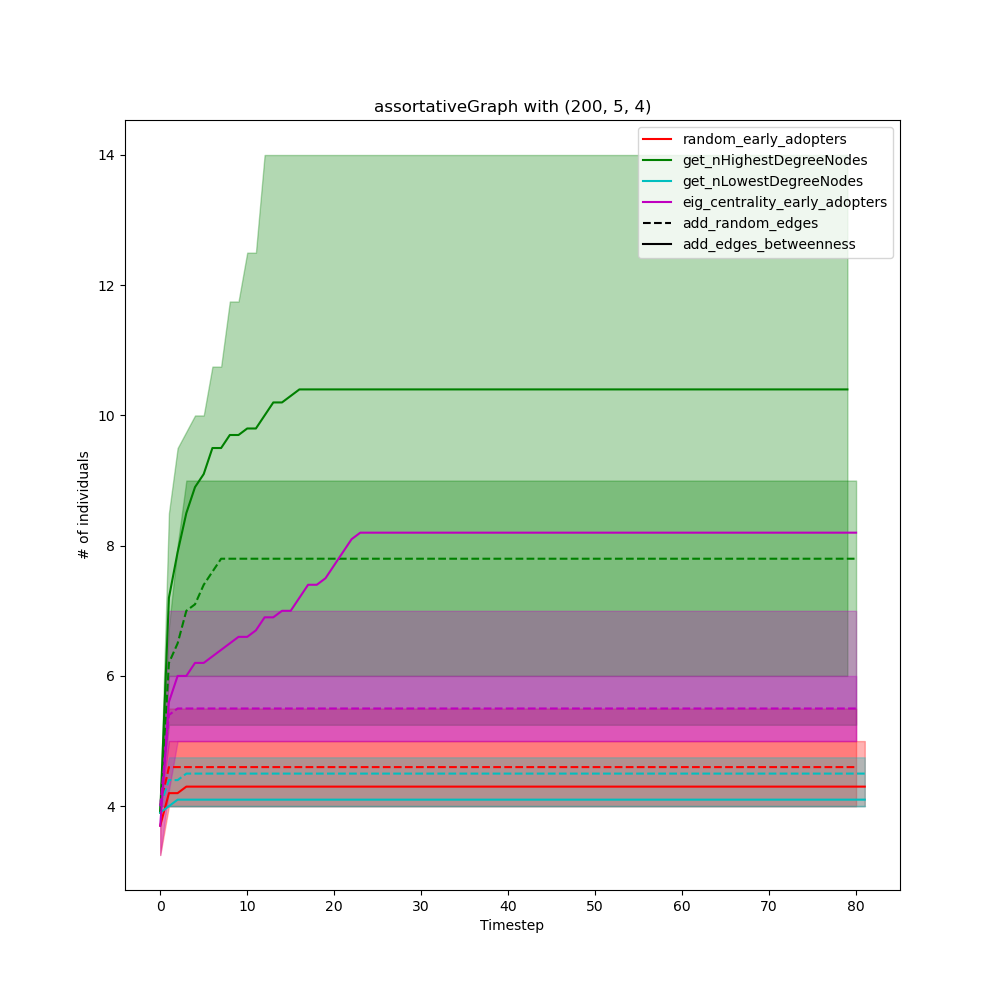 assortativeGraph with (200, 5, 4)
random_early_adopters
get_nHighestDegreeNodes
get_nLowestDegreeNodes
eig_centrality_early_adopters
add_random_edges
add_edges_betweenness
# of individuals
14
12
10
8
6
4
0 10 20 30 40 50 60 70 80
Timestep